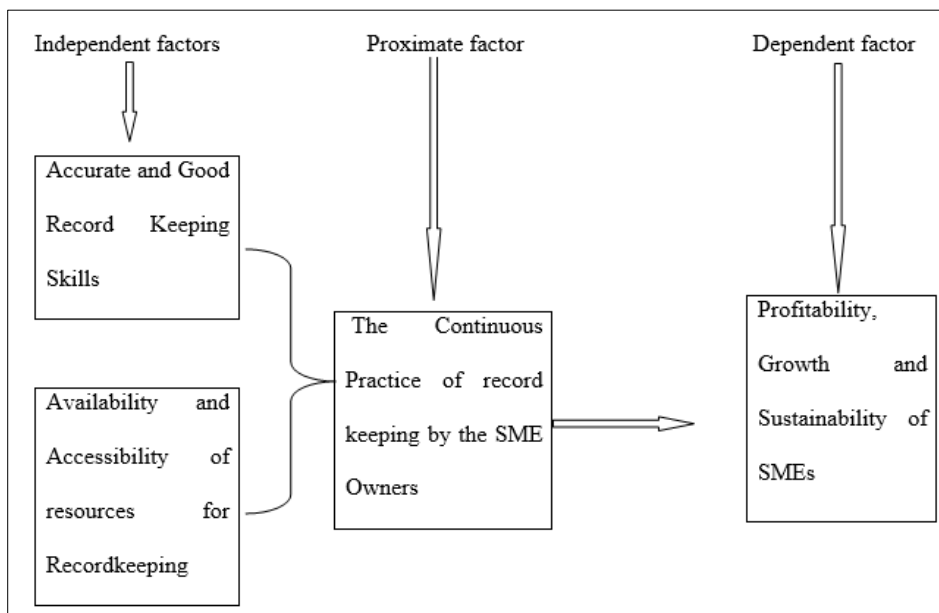 Independent factors
Proximate factor
Dependent factor
Accurate and Good
Record Keeping
Skills
Availability and
Accessibility of
resources for
Recordkeeping
The Continuous
Practice of record
keeping by the SME
Owners
Profitability,
Growth and
Sustainability of
SMEs